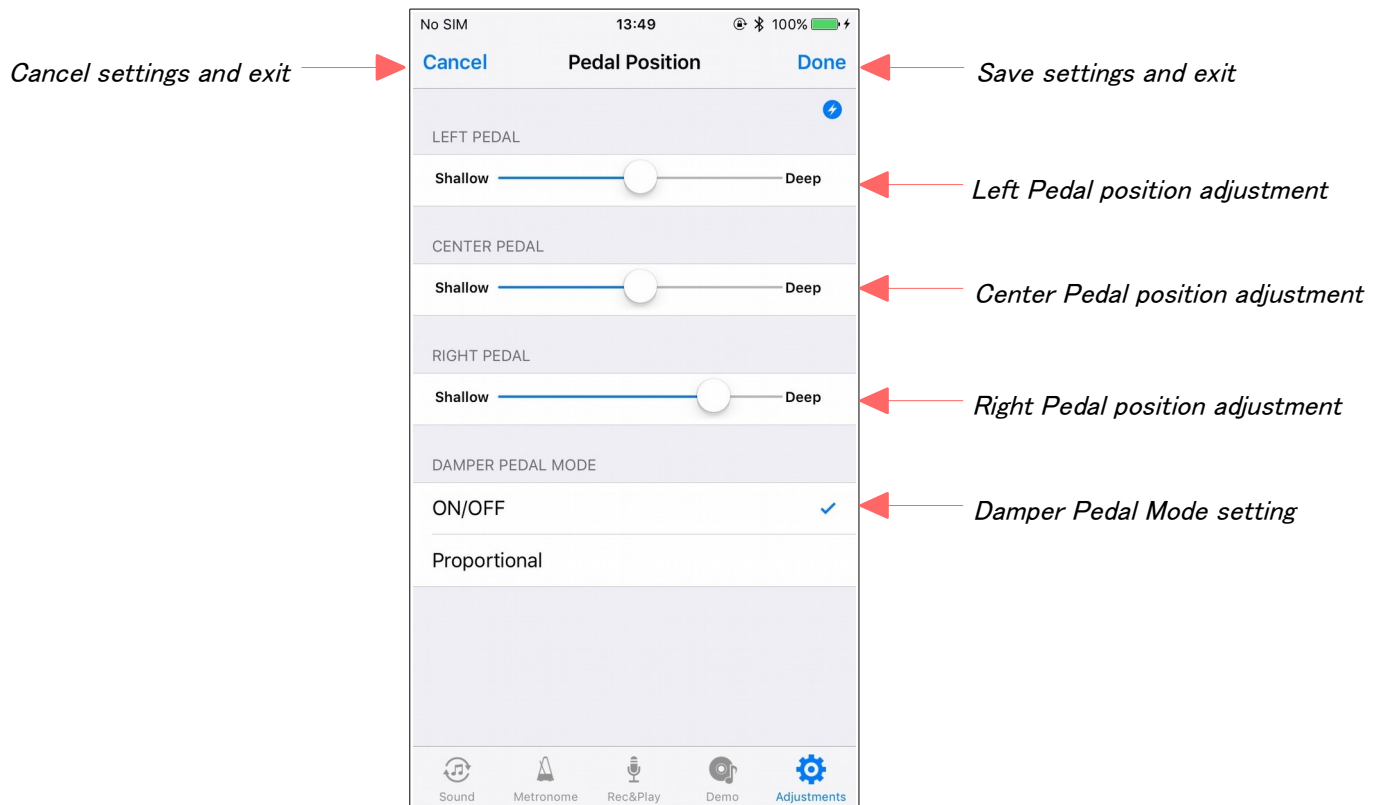 No SIM 13:49 100%
Cancel settings and exit Cancel Pedal Position Done Save settings and exit
LEFT PEDAL
Shallow Deep Left Pedal position adjustment
CENTER PEDAL
Shallow Deep Center Pedal position adjustment
RIGHT PEDAL
Shallow Deep Right Pedal position adjustment
DAMPER PEDAL MODE
ON/OFF Damper Pedal Mode setting
Proportional
Sound Metronome Rec&Play Demo Adjustments